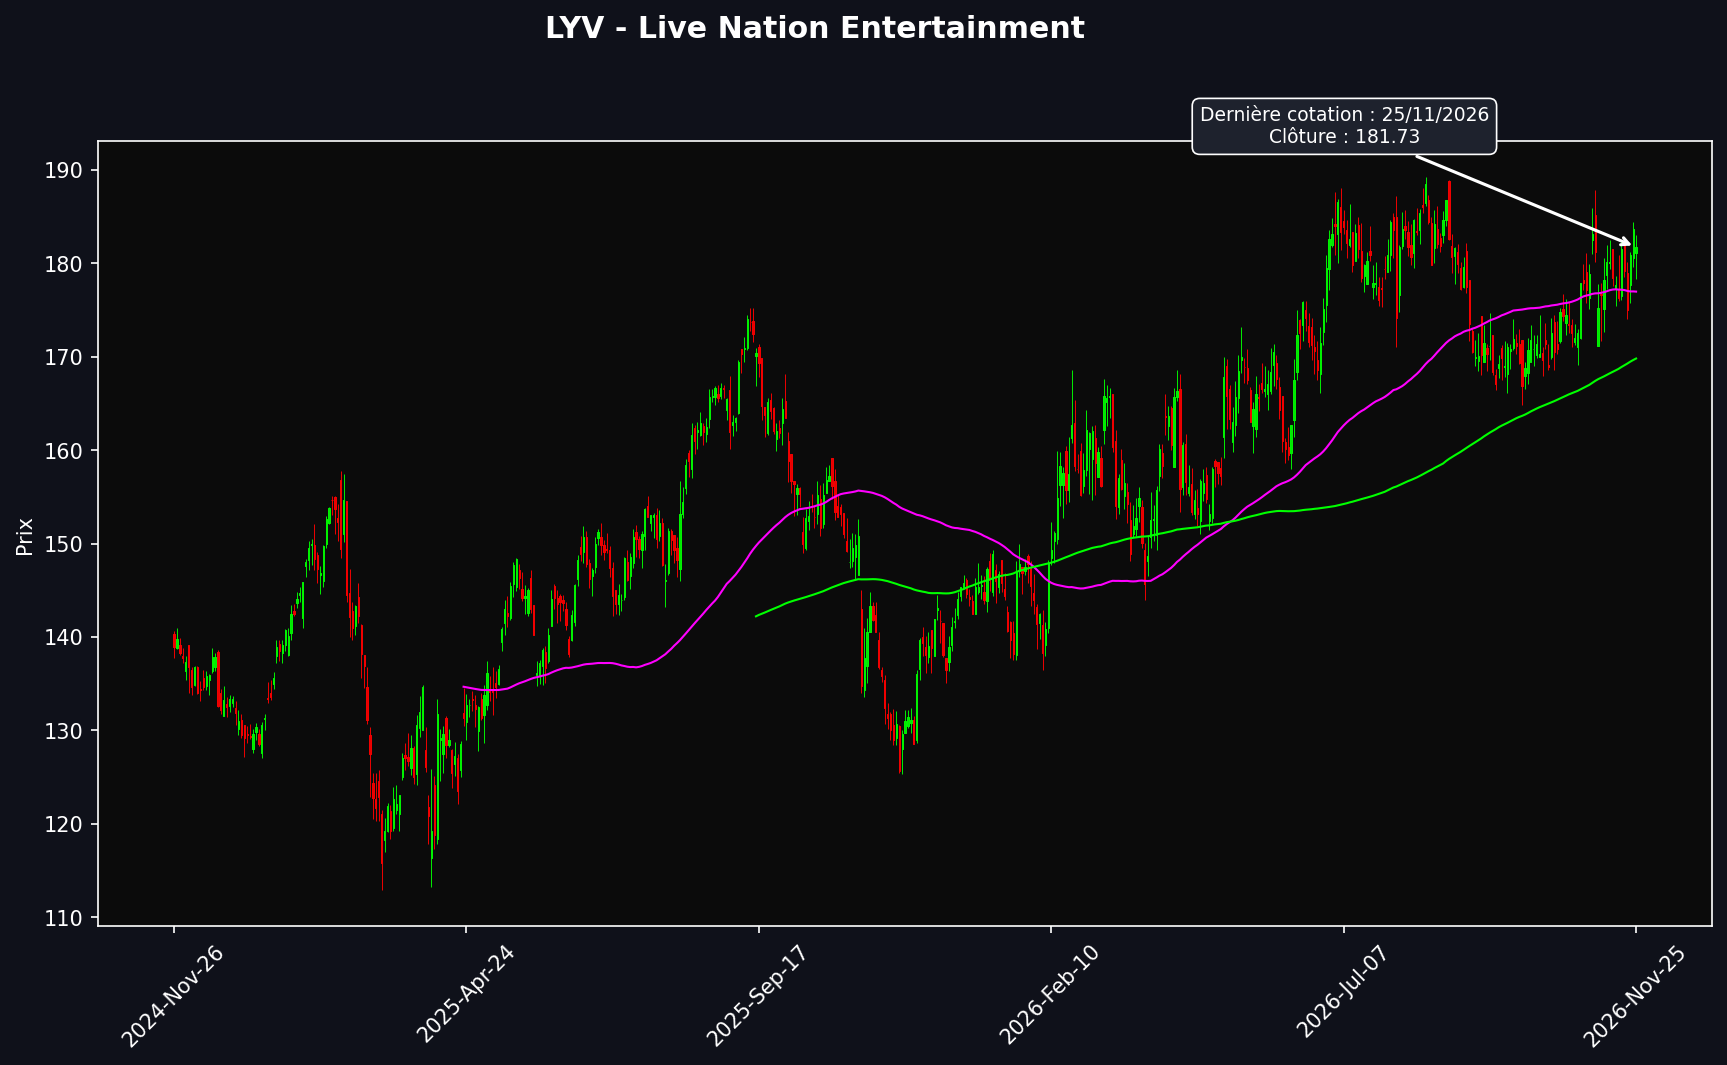 LYV - Live Nation Entertainment
Dernière cotation : 25/11/2026
Clôture : 181.73
Prix
190
180
170
160
150
140
130
120
110
2024-Nov-26
2025-Apr-24
2025-Sep-17
2026-Feb-10
2026-Jul-07
2026-Nov-25